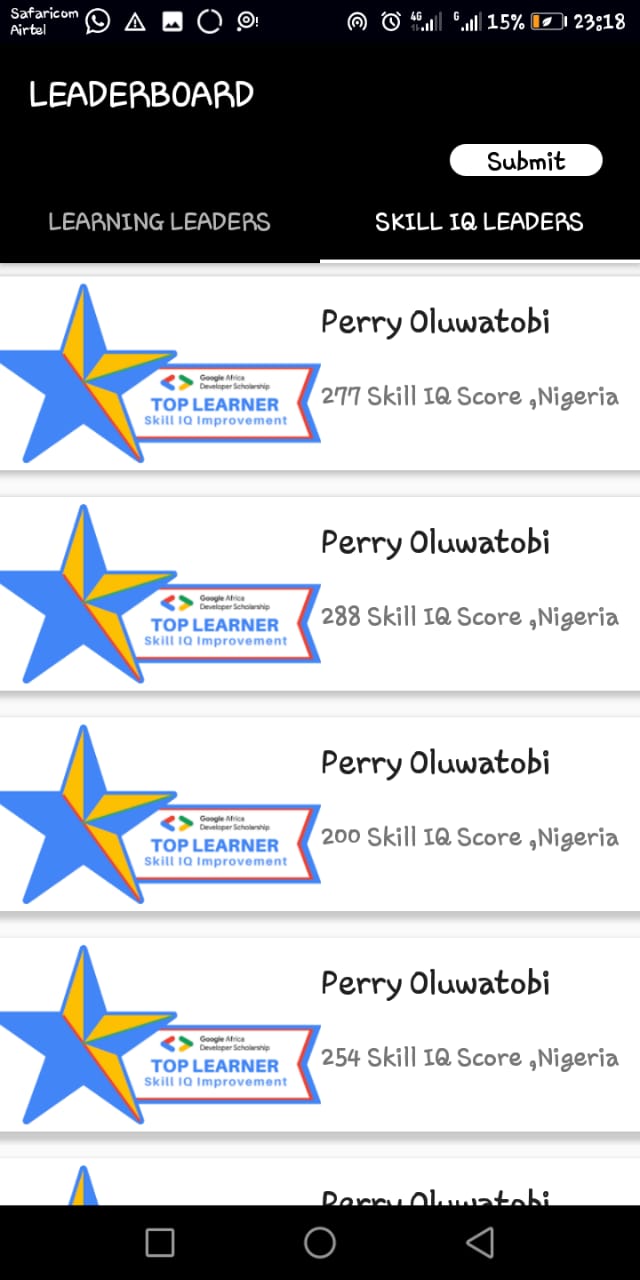 Safaricom
Airtel
4G
G
15%
23:18
LEADERBOARD
Submit
LEARNING LEADERS
SKILL IQ LEADERS
Perry Oluwatobi
Google Africa
Developer Scholarship
TOP LEARNER
Skill IQ Improvement
277 Skill IQ Score ,Nigeria
Perry Oluwatobi
Google Africa
Developer Scholarship
TOP LEARNER
Skill IQ Improvement
288 Skill IQ Score ,Nigeria
Perry Oluwatobi
Google Africa
Developer Scholarship
TOP LEARNER
Skill IQ Improvement
200 Skill IQ Score ,Nigeria
Perry Oluwatobi
Google Africa
Developer Scholarship
TOP LEARNER
Skill IQ Improvement
254 Skill IQ Score ,Nigeria
Perry Oluwatobi